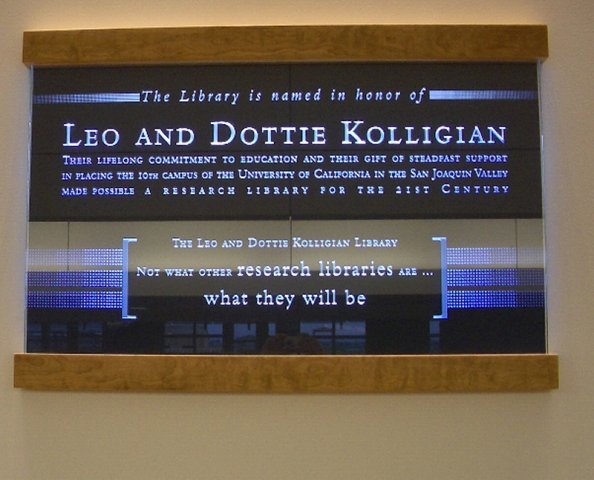 The Library is named in honor of
Leo and Dottie Kolligian
Their lifelong commitment to education and their gift of steadfast support
in placing the 10th campus of the University of California in the San Joaquin Valley
made possible a research library for the 21st Century
The Leo and Dottie Kolligian Library
Not what other research libraries are ...
what they will be